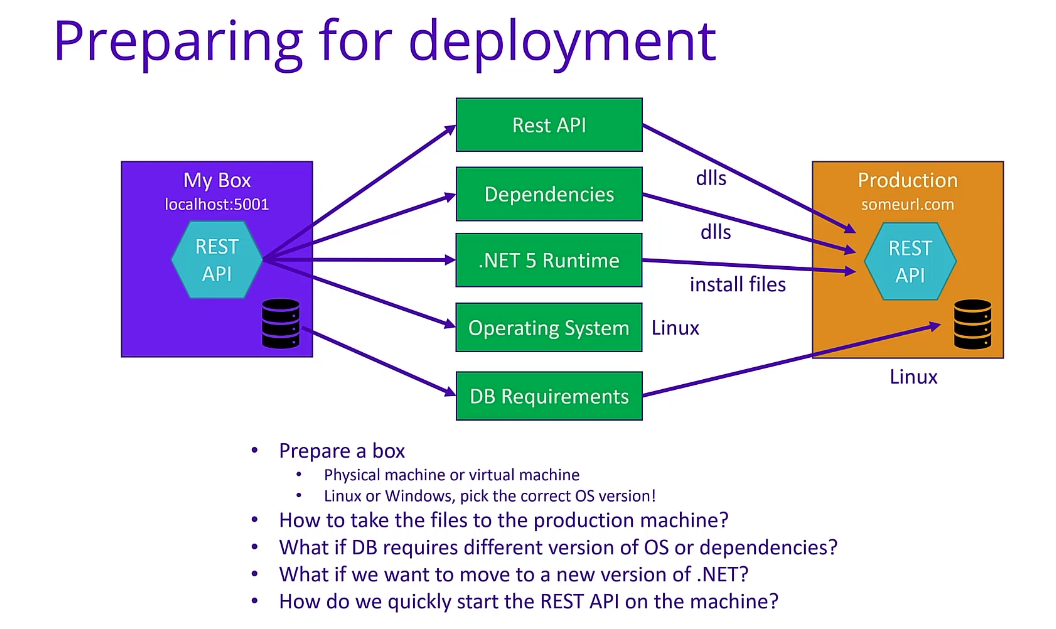 Preparing for deployment
My Box
localhost:5001
REST
API
Rest API
Dependencies
.NET 5 Runtime
Operating System
DB Requirements
dlls
dlls
install files
Linux
Production
someurl.com
REST
API
Linux
• Prepare a box
• Physical machine or virtual machine
• Linux or Windows, pick the correct OS version!
• How to take the files to the production machine?
• What if DB requires different version of OS or dependencies?
• What if we want to move to a new version of .NET?
• How do we quickly start the REST API on the machine?